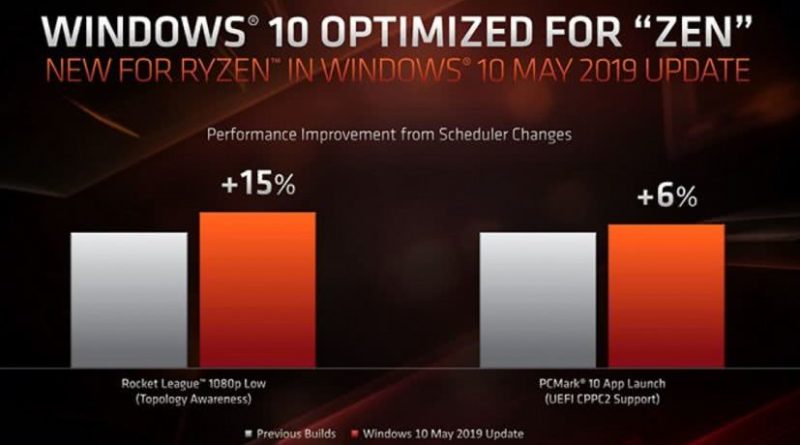 WINDOWS® 10 OPTIMIZED FOR “ZEN”
NEW FOR RYZEN™ IN WINDOWS® 10 MAY 2019 UPDATE
Performance Improvement from Scheduler Changes
+15%
+6%
Rocket League™ 1080p Low
(Topology Awareness)
PCMark® 10 App Launch
(UEFI CPPC2 Support)
Previous Builds
Windows 10 May 2019 Update